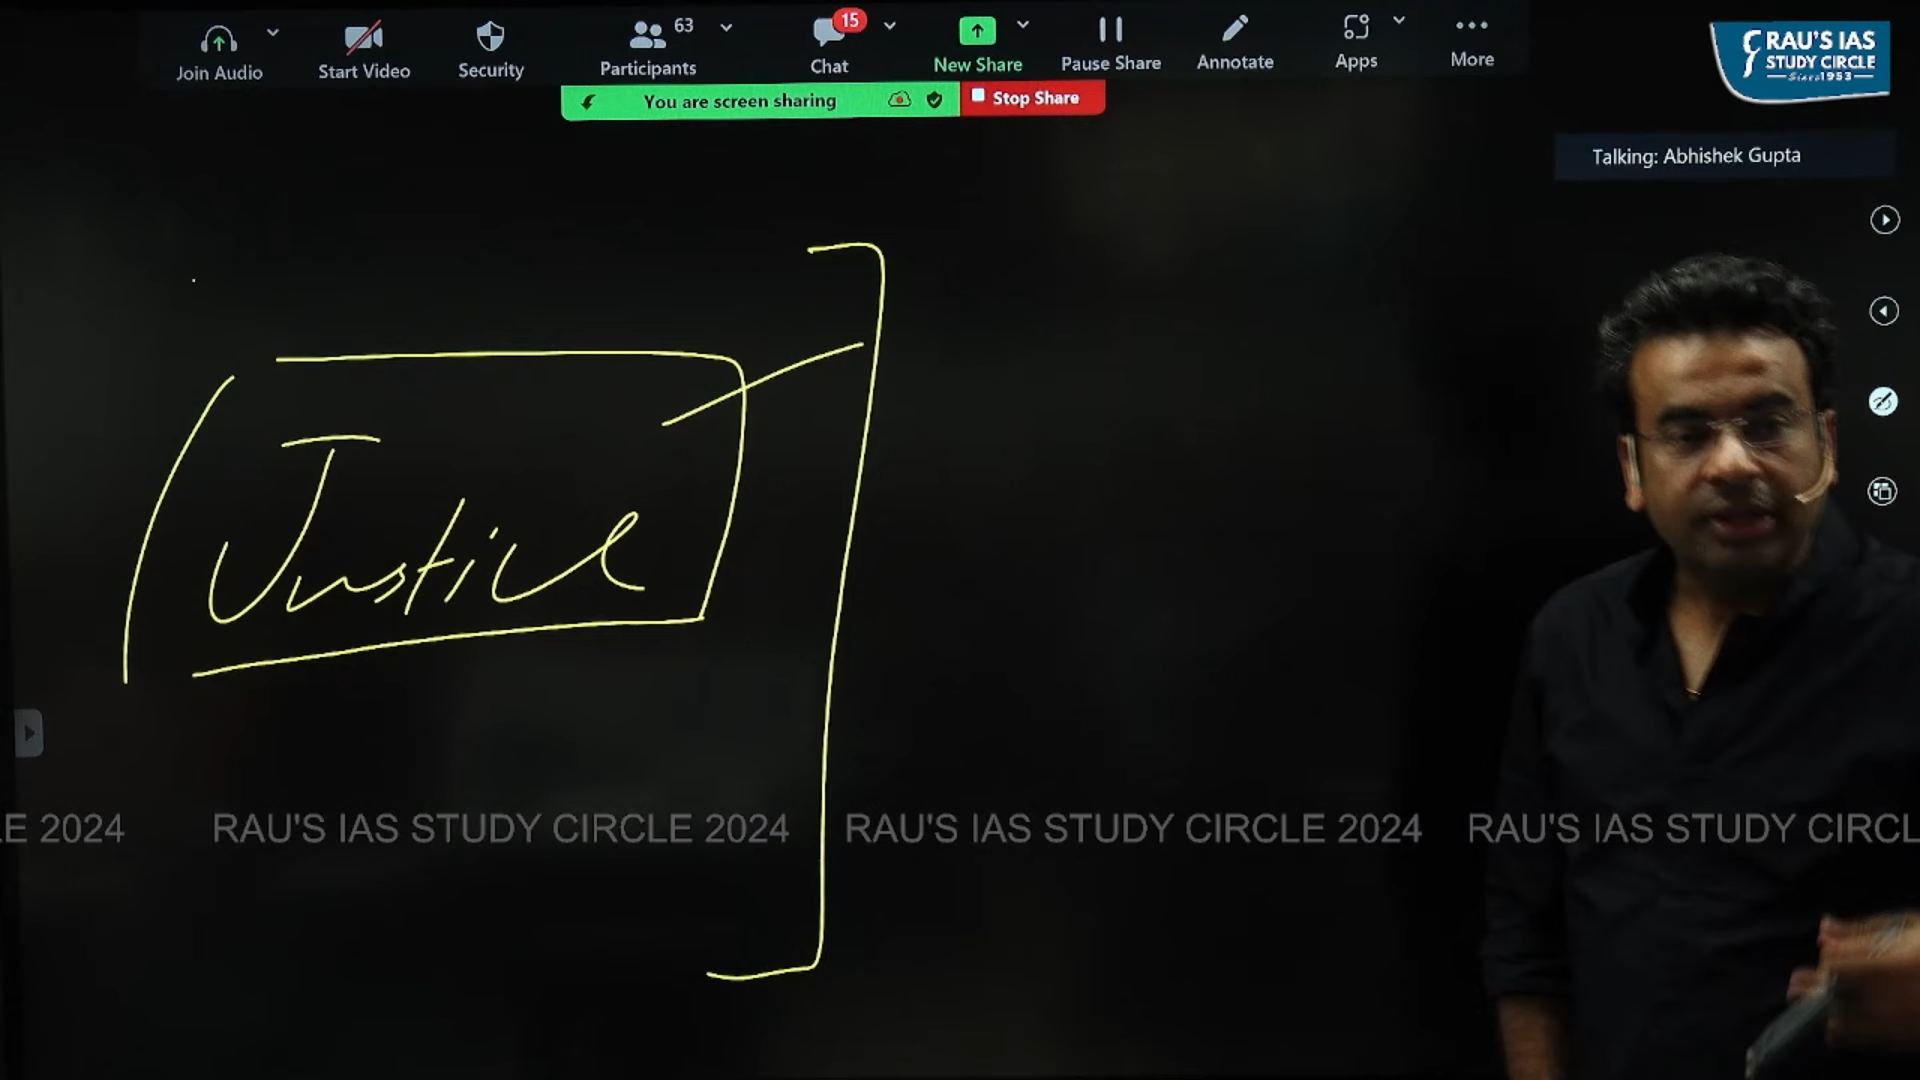 Join Audio
Start Video
Security
Participants 63
Chat 15
New Share
Pause Share
Annotate
Apps
More
You are screen sharing
Stop Share
RAU'S IAS
STUDY CIRCLE
Since 1953
Talking: Abhishek Gupta
Justice
LE 2024 RAU'S IAS STUDY CIRCLE 2024 RAU'S IAS STUDY CIRCLE 2024 RAU'S IAS STUDY CIRCL